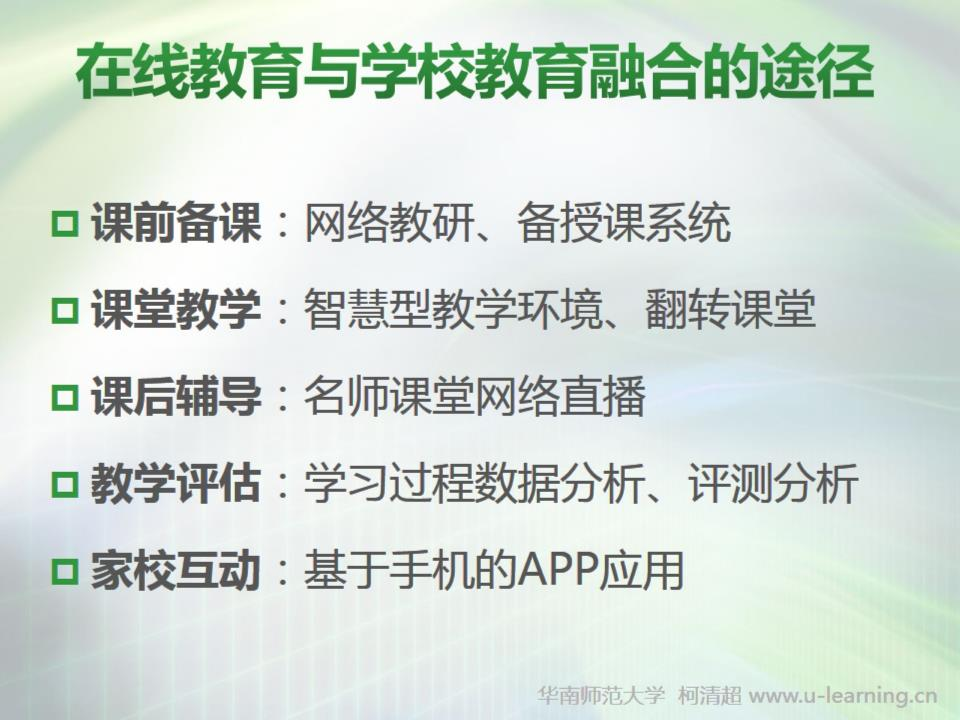 在线教育与学校教育融合的途径
课前备课：网络教研、备授课系统
课堂教学：智慧型教学环境、翻转课堂
课后辅导：名师课堂网络直播
教学评估：学习过程数据分析、评测分析
家校互动：基于手机的APP应用
华南师范大学 柯清超 www.u-learning.cn